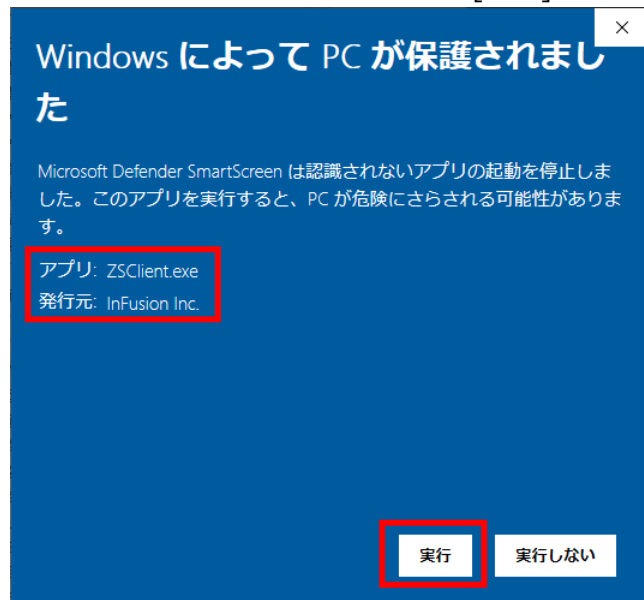 Windows によって PC が保護されまし
た
Microsoft Defender SmartScreen は認識されないアプリの起動を停止しま
した。このアプリを実行すると、PC が危険にさらされる可能性がありま
す。
アプリ: ZSClient.exe
発行元: InFusion Inc.
実行 実行しない